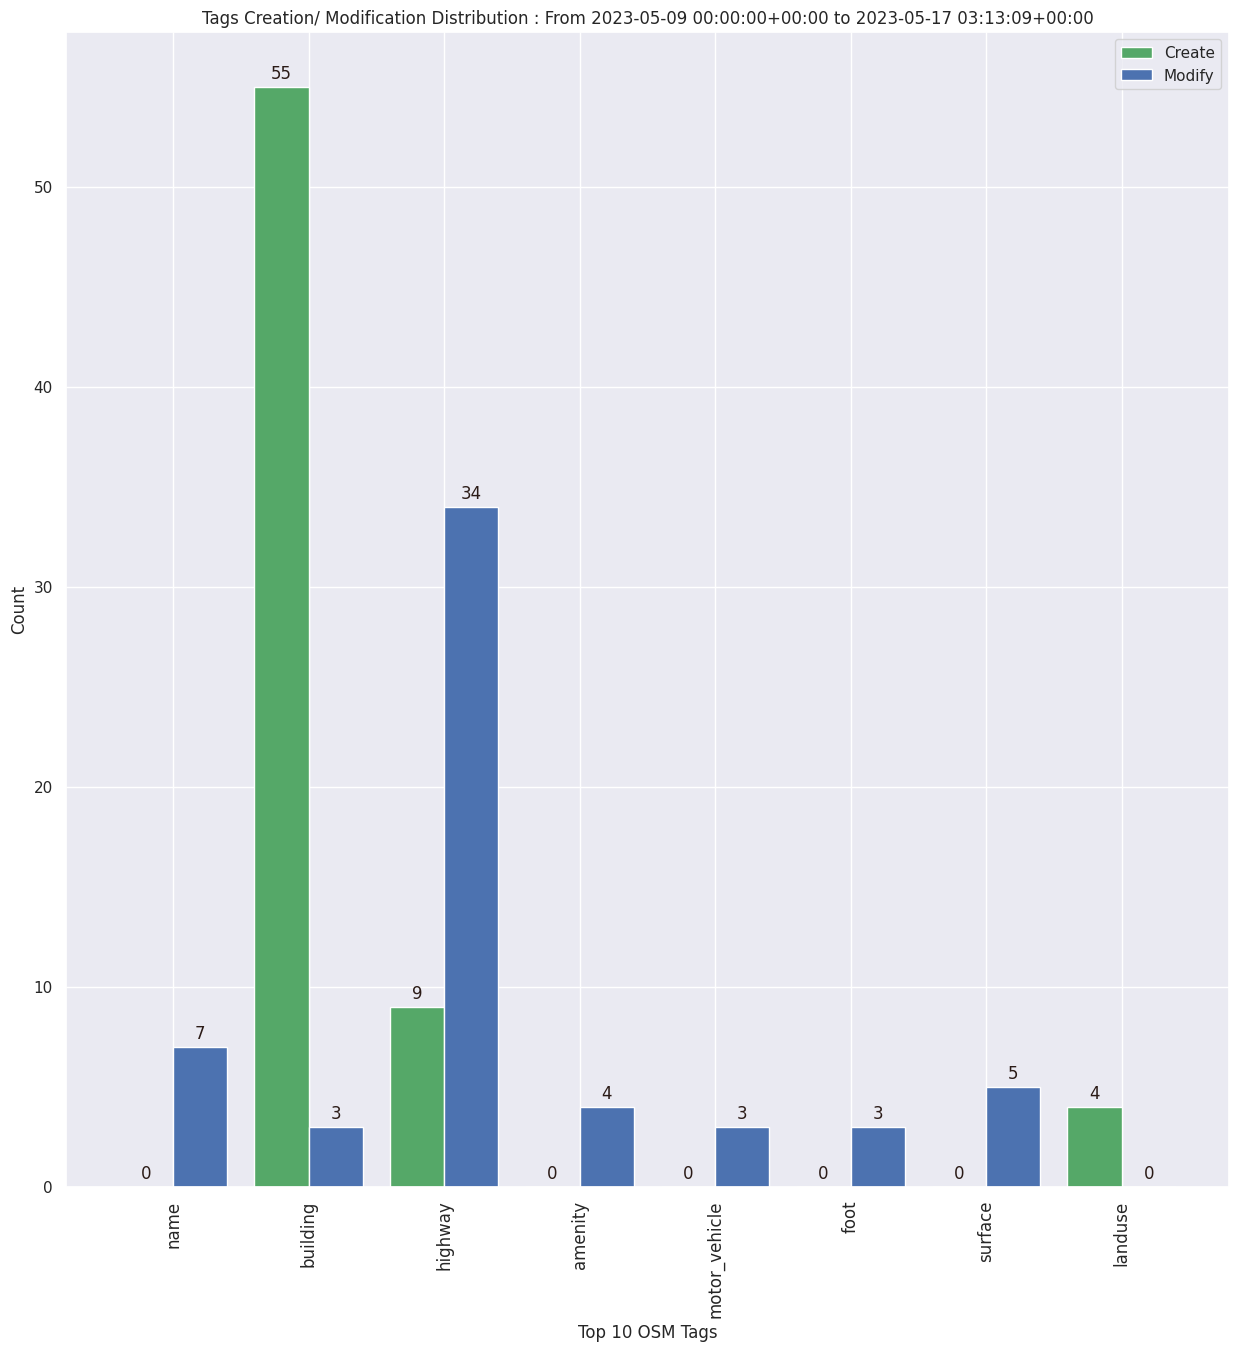 Tags Creation/ Modification Distribution : From 2023-05-09 00:00:00+00:00 to 2023-05-17 03:13:09+00:00
Create
Modify
Count
50
40
30
20
10
0
0
7
55
3
9
34
0
4
0
3
0
3
0
5
4
0
name
building
highway
amenity
motor_vehicle
foot
surface
landuse
Top 10 OSM Tags